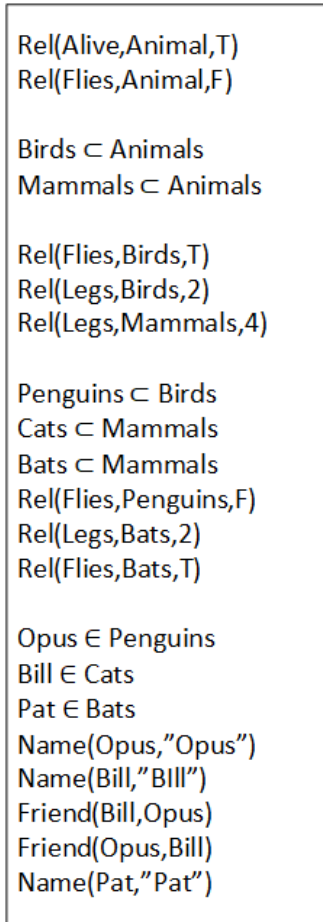 Rel(Alive,Animal,T)
Rel(Flies,Animal,F)
Birds ⊂ Animals
Mammals ⊂ Animals
Rel(Flies,Birds,T)
Rel(Legs,Birds,2)
Rel(Legs,Mammals,4)
Penguins ⊂ Birds
Cats ⊂ Mammals
Bats ⊂ Mammals
Rel(Flies,Penguins,F)
Rel(Legs,Bats,2)
Rel(Flies,Bats,T)
Opus ∈ Penguins
Bill ∈ Cats
Pat ∈ Bats
Name(Opus,”Opus”)
Name(Bill,”BIll”)
Friend(Bill,Opus)
Friend(Opus,Bill)
Name(Pat,”Pat”)